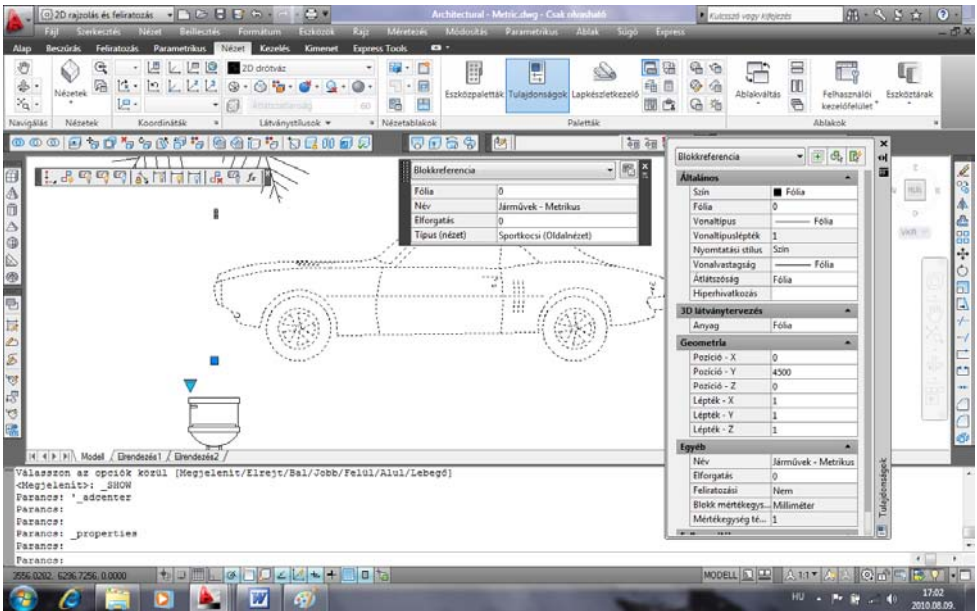 2D rajzolás és feliratozás
Architectural - Metric.dwg - Csak olvasható
Kulcsszó vagy kifejezés
Fájl Szerkesztés Nézet Beillesztés Formátum Eszközök Rajz Méretezés Módosítás Parametrikus Ablak Súgó Express
Alap Beszúrás Feliratozás Parametrikus Nézet Kezelés Kimenet Express Tools
Nézetek
2D drótváz
Átlátszatlanság 60
Eszközpaletták Tulajdonságok Lapkészletkezelő
Ablakváltás
Felhasználói kezelőfelület
Eszköztárak
Navigálás Nézetek Koordináták Látványstílusok Nézetablakok Paletták Ablakok
Blokkreferencia
Fólia 0
Név Járművek - Metrikus
Elforgatás 0
Típus (nézet) Sportkocsi (Oldalnézet)
Blokkreferencia
Általános
Szín Fólia
Fólia 0
Vonaltípus Fólia
Vonaltípuslépték 1
Nyomtatási stílus Szín
Vonalvastagság Fólia
Átlátszóság Fólia
Hiperhivatkozás
3D látványtervezés
Anyag Fólia
Geometria
Pozíció - X 0
Pozíció - Y 4500
Pozíció - Z 0
Lépték - X 1
Lépték - Y 1
Lépték - Z 1
Egyéb
Név Járművek - Metrikus
Elforgatás 0
Feliratozási Nem
Blokk mértékegys... Milliméter
Mértékegység té... 1
Tulajdonságok
VKR
Modell Elrendezés1 Elrendezés2
Válasszon az opciók közül [Megjelenít/Elrejt/Bal/Jobb/Felül/Alul/Lebegő]
<Megjelenít>: _SHOW
Parancs: '_adcenter
Parancs:
Parancs:
Parancs: _properties
Parancs:
Parancs:
3556.0202, 6296.7256, 0.0000
MODELL
1:1
HU
17:02
2010.08.09.